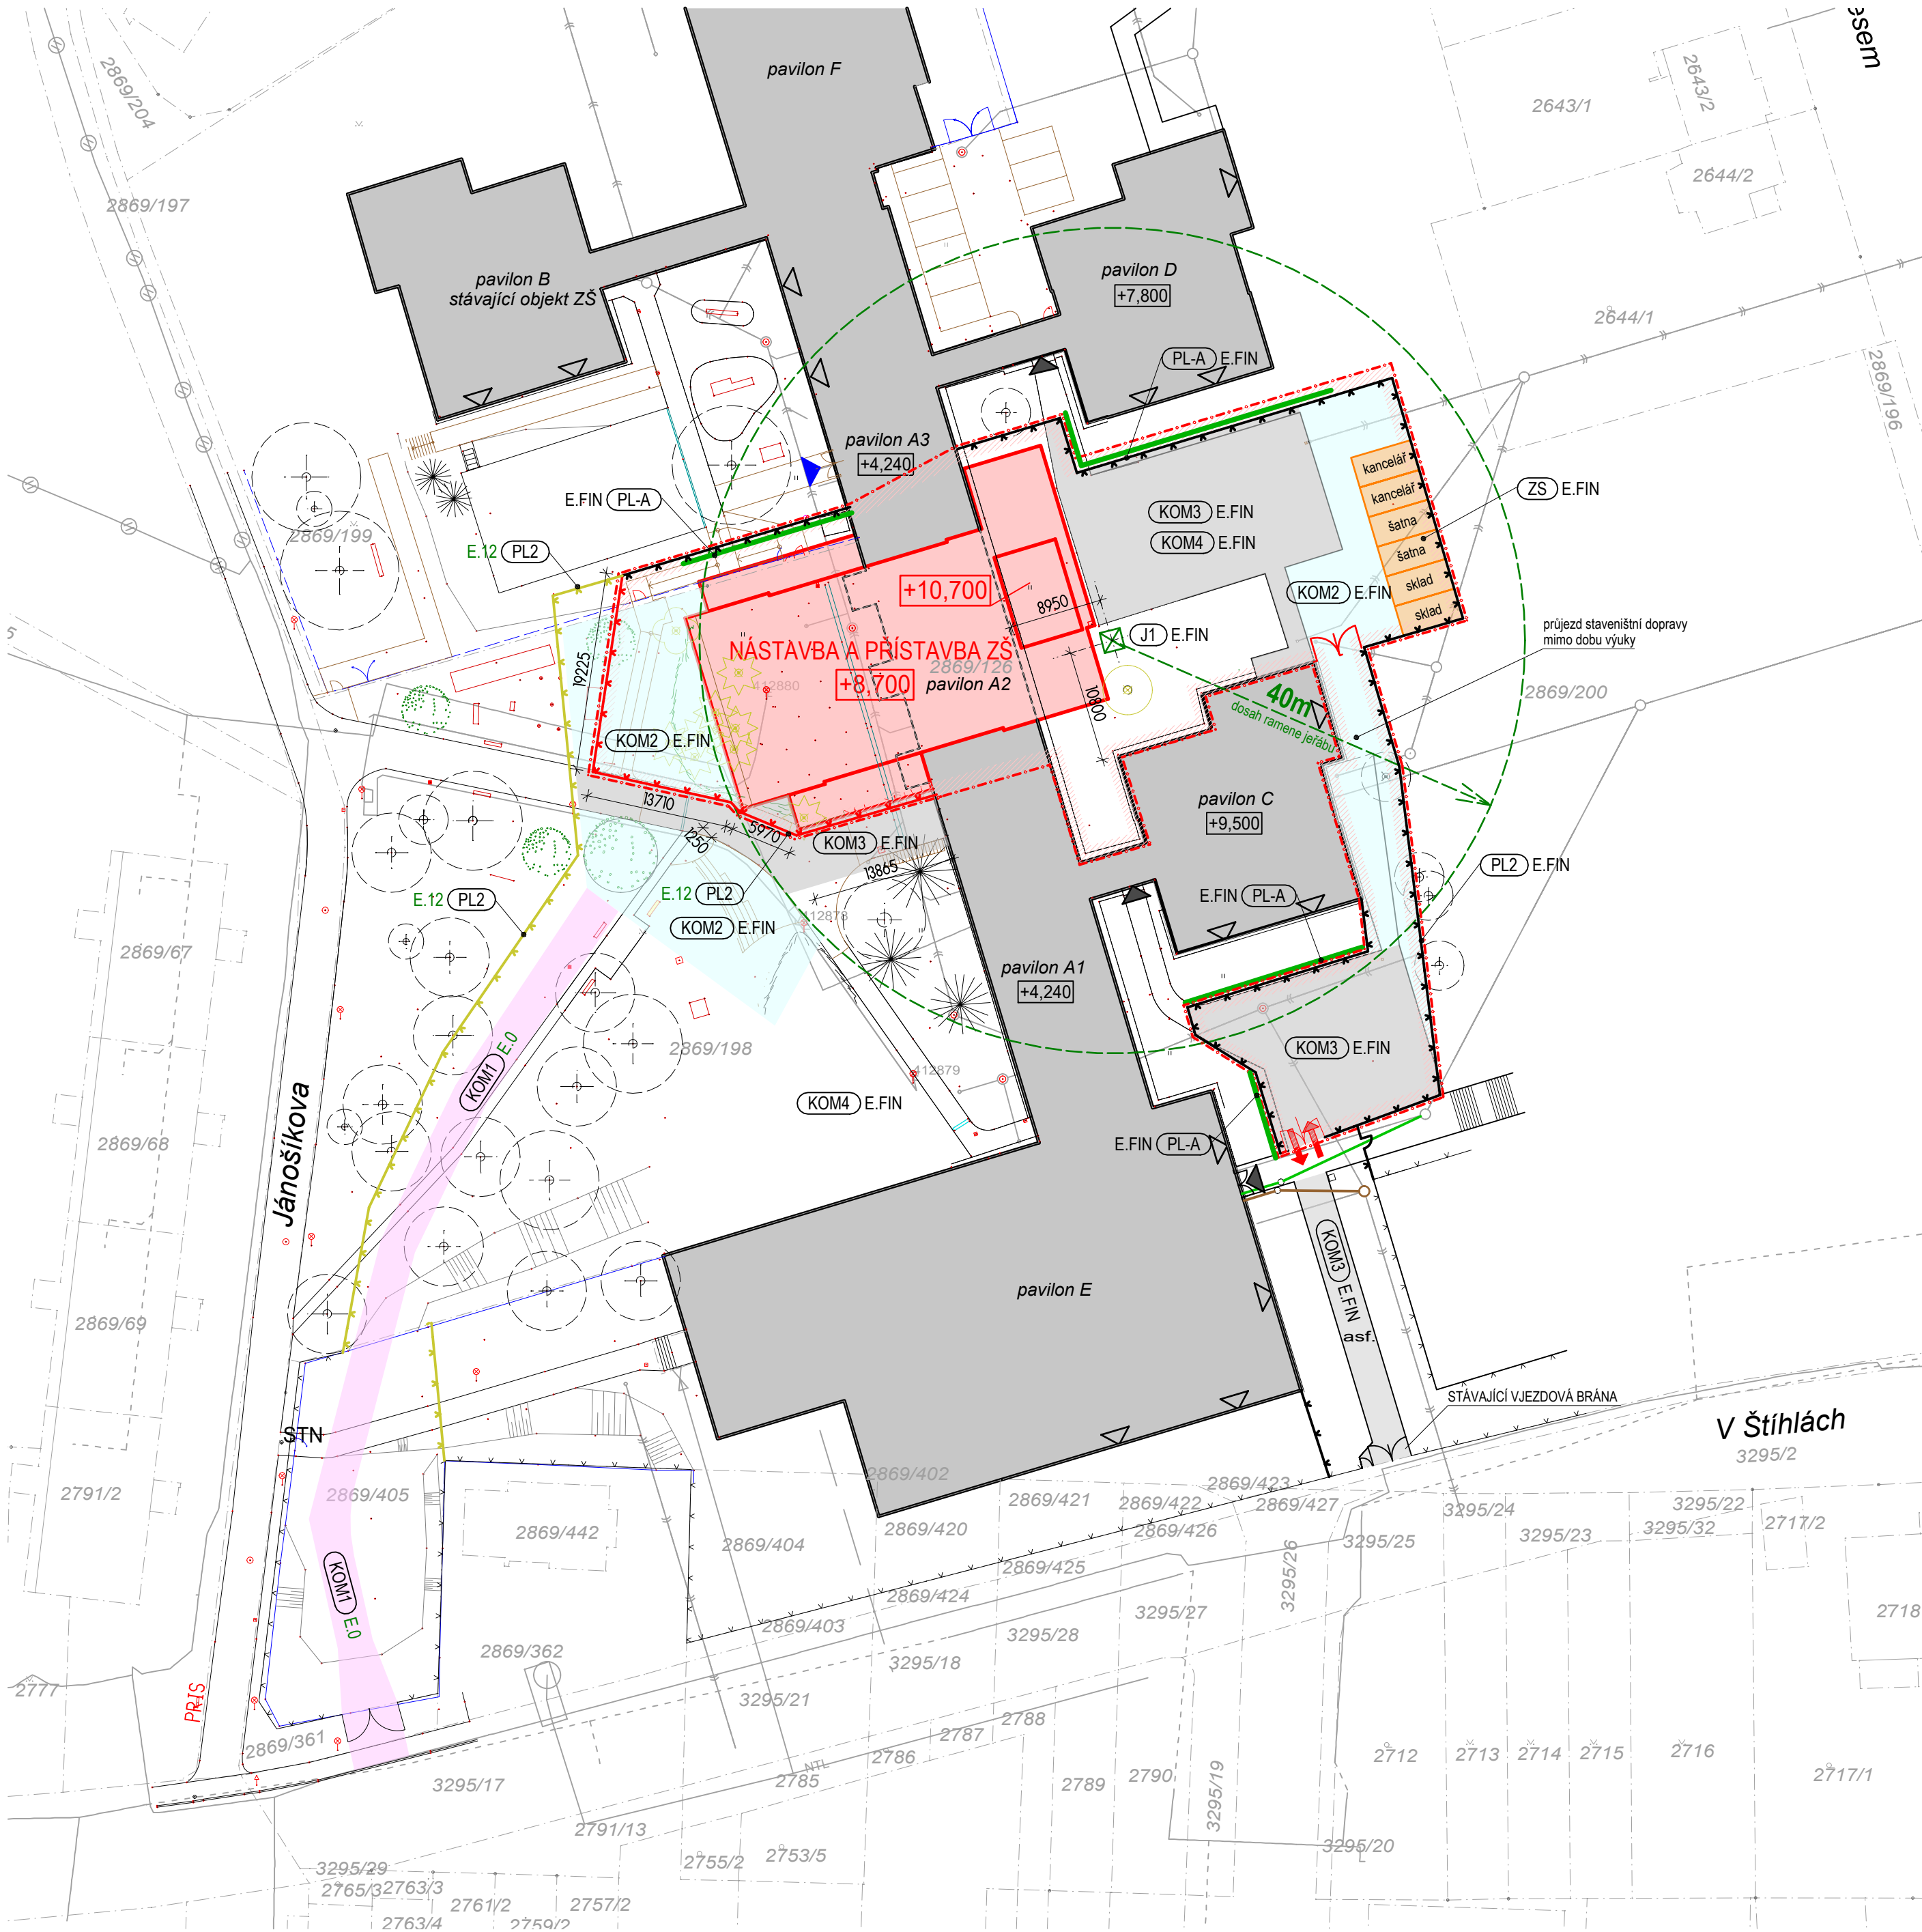 pavilon F
esem
2869/204
2643/2
2643/1
2644/2
2869/197
pavilon B
stávající objekt ZŠ
pavilon D
+7,800
2644/1
2869/196
PL-A E.FIN
pavilon A3
+4,240
kancelář
kancelář
šatna
šatna
sklad
sklad
ZS E.FIN
E.FIN PL-A
KOM3 E.FIN
KOM4 E.FIN
2869/199
E.12 PL2
+10,700
8950
KOM2 E.FIN
J1 E.FIN
průjezd staveništní dopravy
mimo dobu výuky
NÁSTAVBA A PŘÍSTAVBA ZŠ
2869/126
412880
+8,700
pavilon A2
19225
10800
40m
dosah ramene jeřábu
2869/200
KOM2 E.FIN
13710
1250
5970
KOM3 E.FIN
13865
pavilon C
+9,500
PL2 E.FIN
E.12 PL2
E.12 PL2
KOM2 E.FIN
412878
E.FIN PL-A
2869/67
pavilon A1
+4,240
2869/198
KOM1 E.0
412879
KOM3 E.FIN
KOM4 E.FIN
2869/68
Jánošíkova
E.FIN PL-A
KOM3 E.FIN
asf.
pavilon E
2869/69
STÁVAJÍCÍ VJEZDOVÁ BRÁNA
V Štíhlách
3295/2
STN
2791/2
2869/405
2869/442
2869/402
2869/404
2869/420
2869/421
2869/422
2869/423
2869/427
2869/426
2869/425
2869/424
2869/403
3295/24
3295/25
3295/23
3295/22
3295/32
2717/2
3295/26
3295/27
3295/28
3295/18
3295/21
2718
KOM1 E.0
2869/362
2777
PRIS
2869/361
3295/17
2788
2787
2786
NTL
2785
2789
2790
3295/19
2712
2713
2714
2715
2716
2717/1
2791/13
3295/20
2755/2
2753/5
3295/29
2765/3
2763/3
2761/2
2757/2
2763/4
2759/2